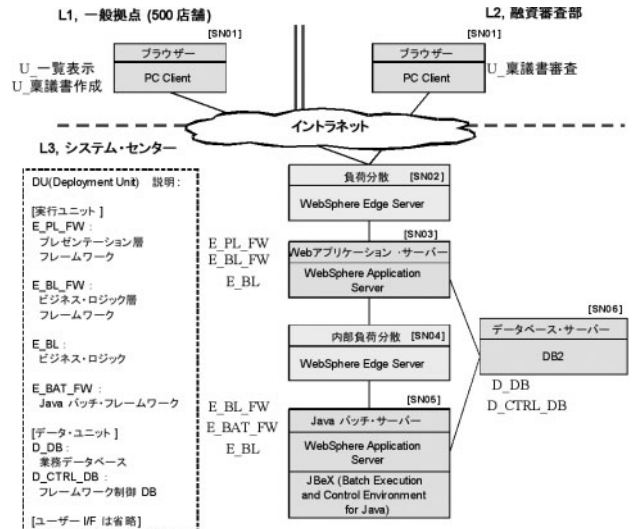 L1, 一般拠点 (500 店舗)
L2, 融資審査部
[SN01]
ブラウザー
PC Client
U_一覧表示
U_稟議書作成
[SN01]
ブラウザー
PC Client
U_稟議書審査
イントラネット
L3, システム・センター
DU(Deployment Unit) 説明 :
[実行ユニット]
E_PL_FW :
プレゼンテーション層
フレームワーク
E_BL_FW :
ビジネス・ロジック層
フレームワーク
E_BL :
ビジネス・ロジック
E_BAT_FW :
Java バッチ・フレームワーク
[データ・ユニット]
D_DB :
業務データベース
D_CTRL_DB :
フレームワーク制御 DB
[ユーザー I/F は省略]
負荷分散 [SN02]
WebSphere Edge Server
[SN03]
E_PL_FW
E_BL_FW
E_BL
Webアプリケーション・サーバー
WebSphere Application
Server
内部負荷分散 [SN04]
WebSphere Edge Server
[SN05]
E_BL_FW
E_BAT_FW
E_BL
Java バッチ・サーバー
WebSphere Application
Server
JBeX (Batch Execution
and Control Environment
for Java)
[SN06]
データベース・サーバー
DB2
D_DB
D_CTRL_DB